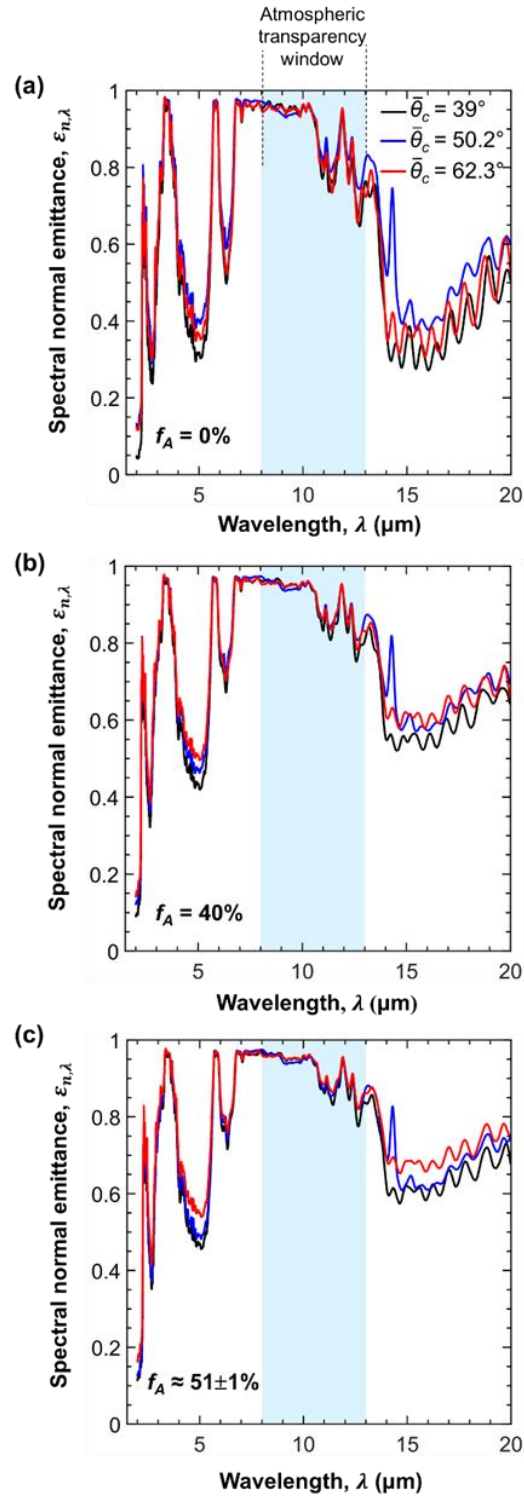 Atmospheric
transparency
window
(a)
1
0.8
0.6
0.4
0.2
0
Spectral normal emittance, εₙ,λ
θ̄c = 39°
θ̄c = 50.2°
θ̄c = 62.3°
fA = 0%
5
10
15
20
Wavelength, λ (µm)
(b)
1
0.8
0.6
0.4
0.2
0
Spectral normal emittance, εₙ,λ
fA = 40%
5
10
15
20
Wavelength, λ (µm)
(c)
1
0.8
0.6
0.4
0.2
0
Spectral normal emittance, εₙ,λ
fA ≈ 51±1%
5
10
15
20
Wavelength, λ (µm)